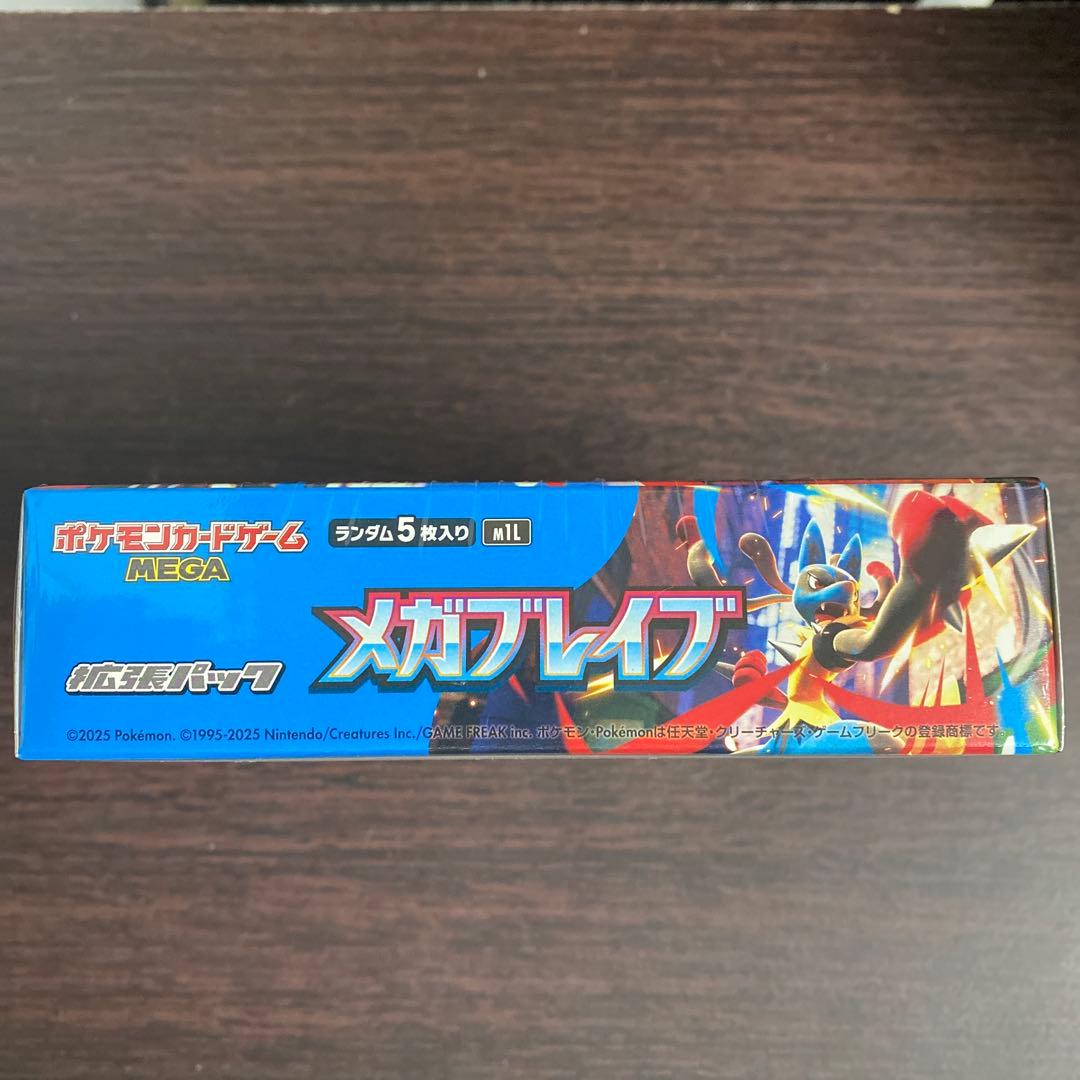 ポケモンカードゲーム
MEGA
ランダム5枚入り M1L
メガブレイブ
拡張パック
©2025 Pokémon. ©1995-2025 Nintendo/Creatures Inc./GAME FREAK inc. ポケモン・Pokémonは任天堂・クリーチャーズ・ゲームフリークの登録商標です。